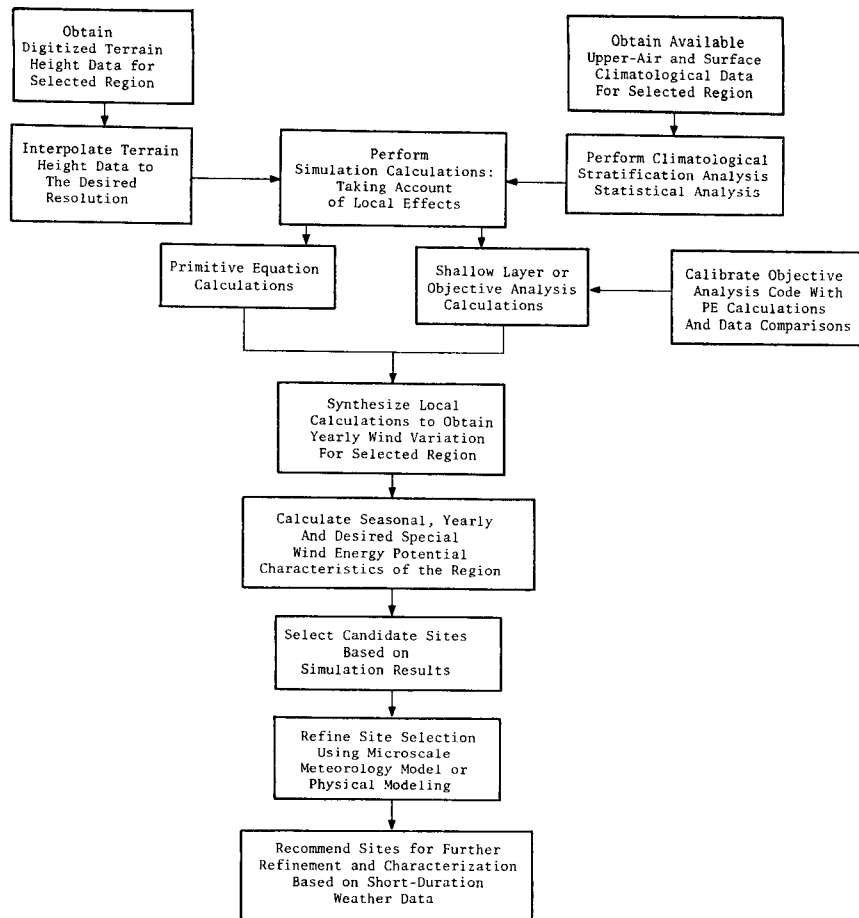 Obtain
Digitized Terrain
Height Data for
Selected Region
Obtain Available
Upper-Air and Surface
Climatological Data
For Selected Region
Interpolate Terrain
Height Data to
The Desired
Resolution
Perform
Simulation Calculations:
Taking Account
of Local Effects
Perform Climatological
Stratification Analysis
Statistical Analysis
Primitive Equation
Calculations
Shallow Layer or
Objective Analysis
Calculations
Calibrate Objective
Analysis Code With
PE Calculations
And Data Comparisons
Synthesize Local
Calculations to Obtain
Yearly Wind Variation
For Selected Region
Calculate Seasonal, Yearly
And Desired Special
Wind Energy Potential
Characteristics of the Region
Select Candidate Sites
Based on
Simulation Results
Refine Site Selection
Using Microscale
Meteorology Model or
Physical Modeling
Recommend Sites for Further
Refinement and Characterization
Based on Short-Duration
Weather Data